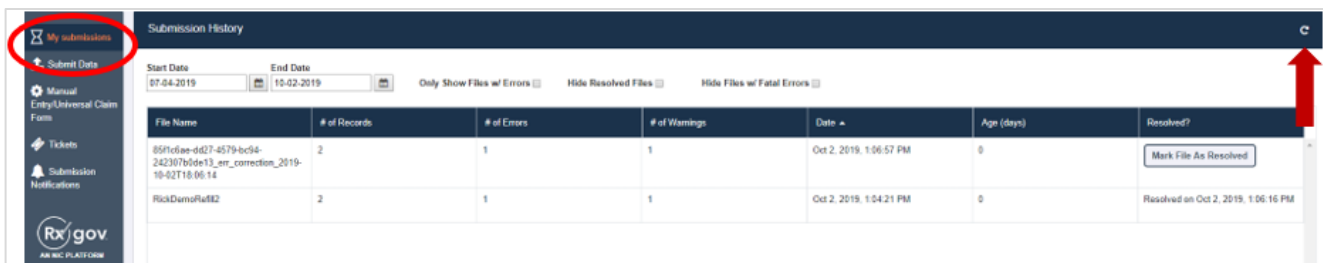 My submissions
Submit Data
Manual
Entry/Universal Claim
Form
Tickets
Submission
Notifications
Rx gov
AN NIC PLATFORM
Submission History
Start Date End Date
07-04-2019 10-02-2019 Only Show Files w/ Errors Hide Resolved Files Hide Files w/ Fatal Errors
File Name # of Records # of Errors # of Warnings Date Age (days) Resolved?
85f1c6ae-dd27-4579-bc94- 2 1 1 Oct 2, 2019, 1:06:57 PM 0 Mark File As Resolved
242307b0de13_err_correction_2019-
10-02T18:06:14
RickDemoRefill2 2 1 1 Oct 2, 2019, 1:04:21 PM 0 Resolved on Oct 2, 2019, 1:06:16 PM